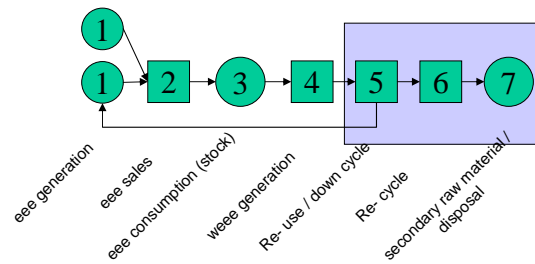 1
1
2
3
4
5
6
7
eee generation
eee sales
eee consumption (stock)
weee generation
Re- use / down cycle
Re- cycle
secondary raw material /
disposal